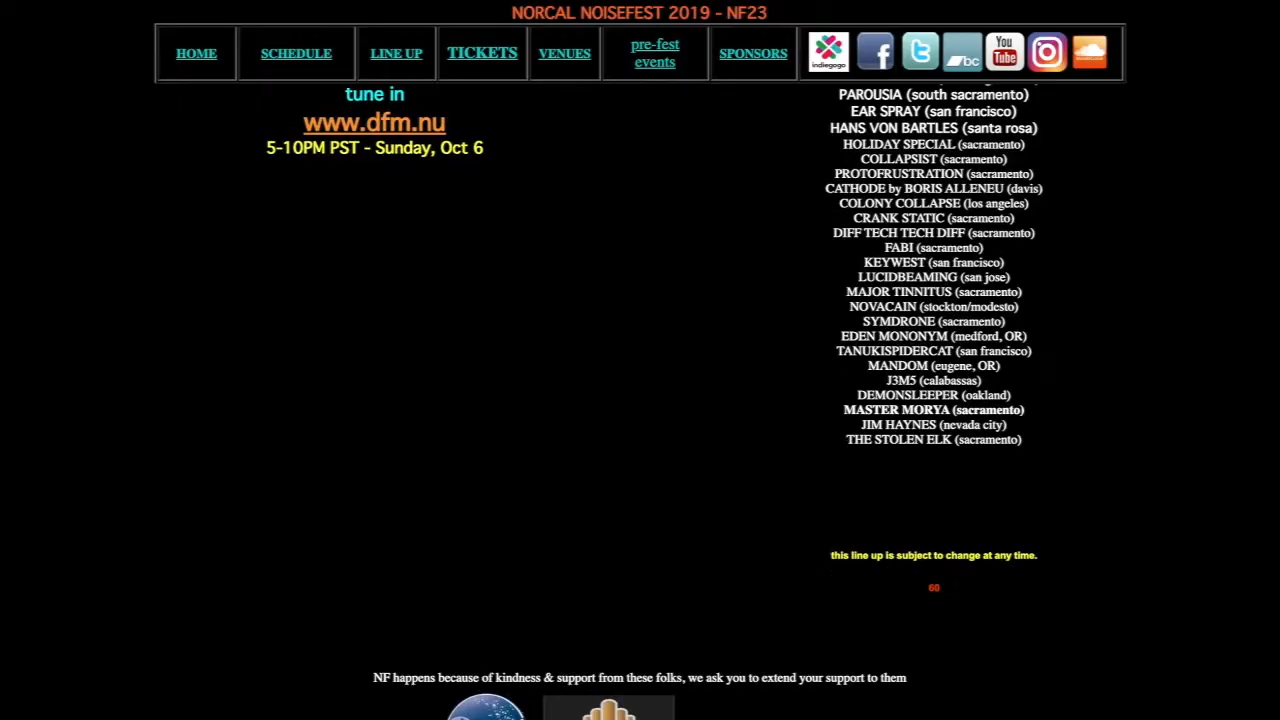 NORCAL NOISEFEST 2019 - NF23
HOME
SCHEDULE
LINE UP
TICKETS
VENUES
pre-fest
events
SPONSORS
indiegogo
f
t
bc
You
Tube
tune in
www.dfm.nu
5-10PM PST - Sunday, Oct 6
PAROUSIA (south sacramento)
EAR SPRAY (san francisco)
HANS VON BARTLES (santa rosa)
HOLIDAY SPECIAL (sacramento)
COLLAPSIST (sacramento)
PROTOFRUSTRATION (sacramento)
CATHODE by BORIS ALLENEU (davis)
COLONY COLLAPSE (los angeles)
CRANK STATIC (sacramento)
DIFF TECH TECH DIFF (sacramento)
FABI (sacramento)
KEYWEST (san francisco)
LUCIDBEAMING (san jose)
MAJOR TINNITUS (sacramento)
NOVACAIN (stockton/modesto)
SYMDRONE (sacramento)
EDEN MONONYM (medford, OR)
TANUKISPIDERCAT (san francisco)
MANDOM (eugene, OR)
J3M5 (calabassas)
DEMONSLEEPER (oakland)
MASTER MORYA (sacramento)
JIM HAYNES (nevada city)
THE STOLEN ELK (sacramento)
this line up is subject to change at any time.
60
NF happens because of kindness & support from these folks, we ask you to extend your support to them